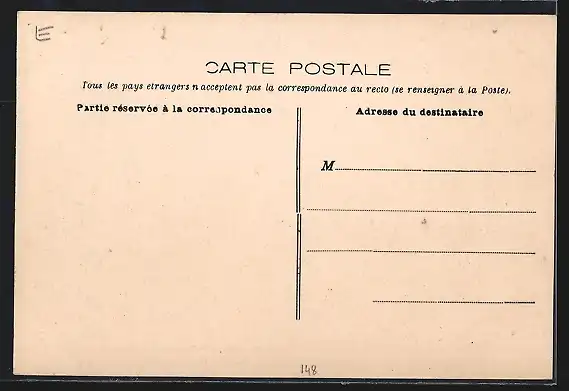 E
CARTE POSTALE
Tous les pays etrangers n acceptent pas la correspondance au recto (se renseigner à la Poste).
Partie réservée à la correspondance
Adresse du destinataire
M
148